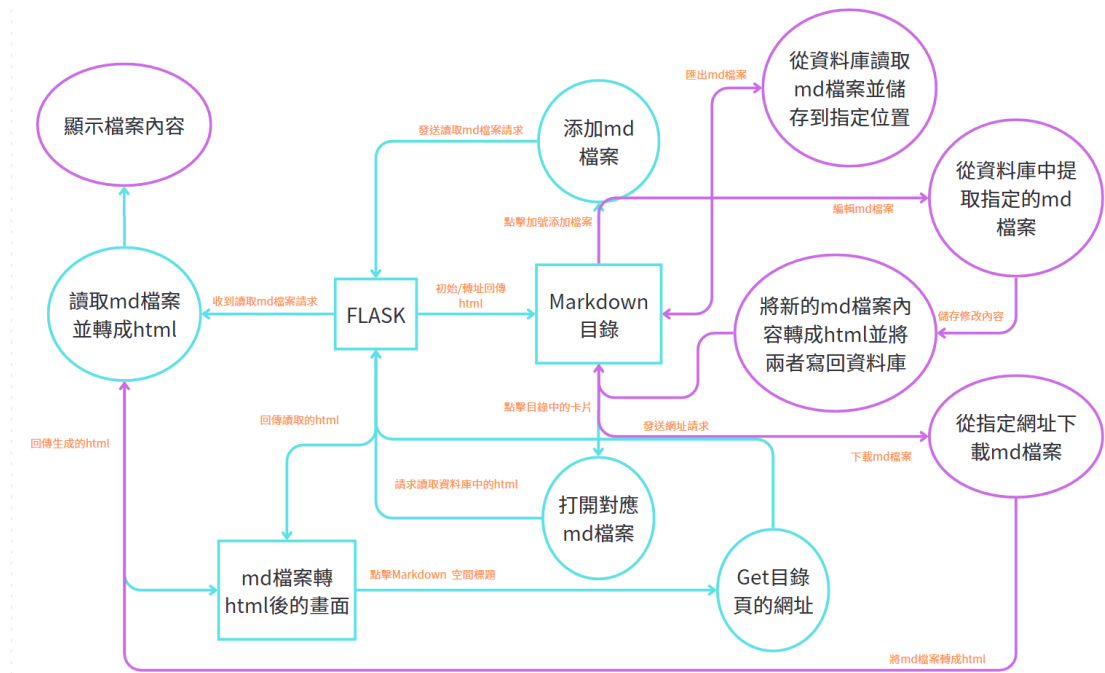 從資料庫讀取
md檔案並儲
存到指定位置
匯出md檔案
顯示檔案內容
發送讀取md檔案請求
添加md
檔案
從資料庫中提
取指定的md
檔案
編輯md檔案
點擊加號添加檔案
讀取md檔案
並轉成html
收到讀取md檔案請求
FLASK
初始/轉址回傳
html
Markdown
目錄
將新的md檔案內
容轉成html並將
兩者寫回資料庫
儲存修改內容
回傳讀取的html
點擊目錄中的卡片
發送網址請求
從指定網址下
載md檔案
下載md檔案
回傳生成的html
請求讀取資料庫中的html
打開對應
md檔案
md檔案轉
html後的畫面
點擊Markdown 空間標題
Get目錄
頁的網址
將md檔案轉成html